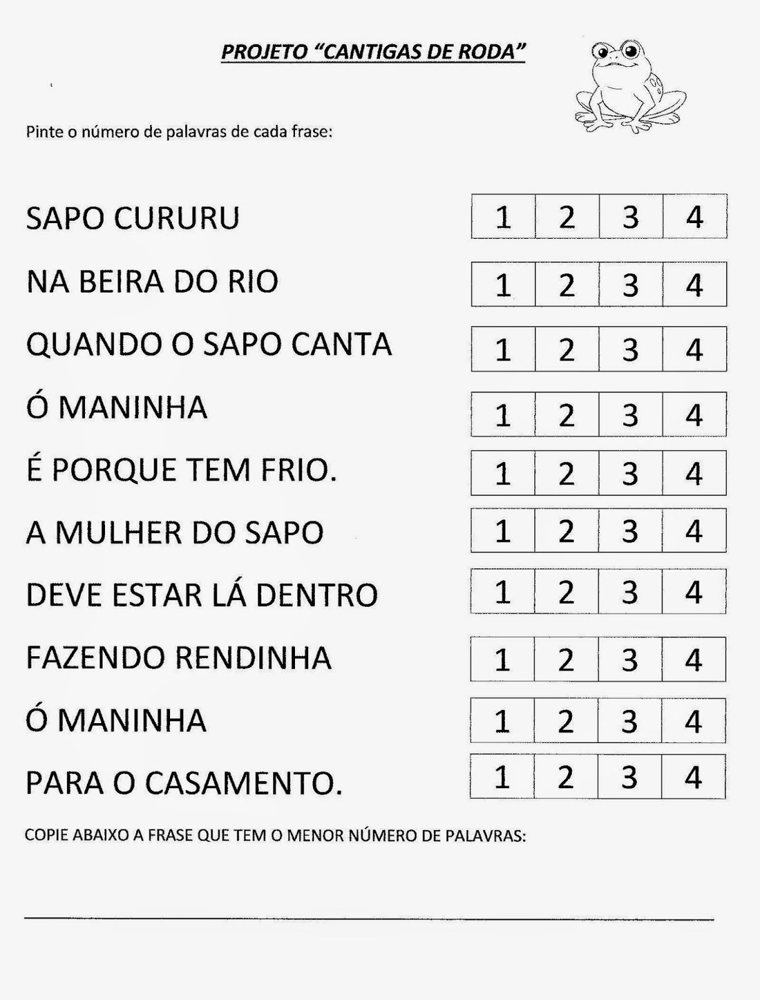 PROJETO “CANTIGAS DE RODA”
Pinte o número de palavras de cada frase:
SAPO CURURU 1 2 3 4
NA BEIRA DO RIO 1 2 3 4
QUANDO O SAPO CANTA 1 2 3 4
Ó MANINHA 1 2 3 4
É PORQUE TEM FRIO. 1 2 3 4
A MULHER DO SAPO 1 2 3 4
DEVE ESTAR LÁ DENTRO 1 2 3 4
FAZENDO RENDINHA 1 2 3 4
Ó MANINHA 1 2 3 4
PARA O CASAMENTO. 1 2 3 4
COPIE ABAIXO A FRASE QUE TEM O MENOR NÚMERO DE PALAVRAS: